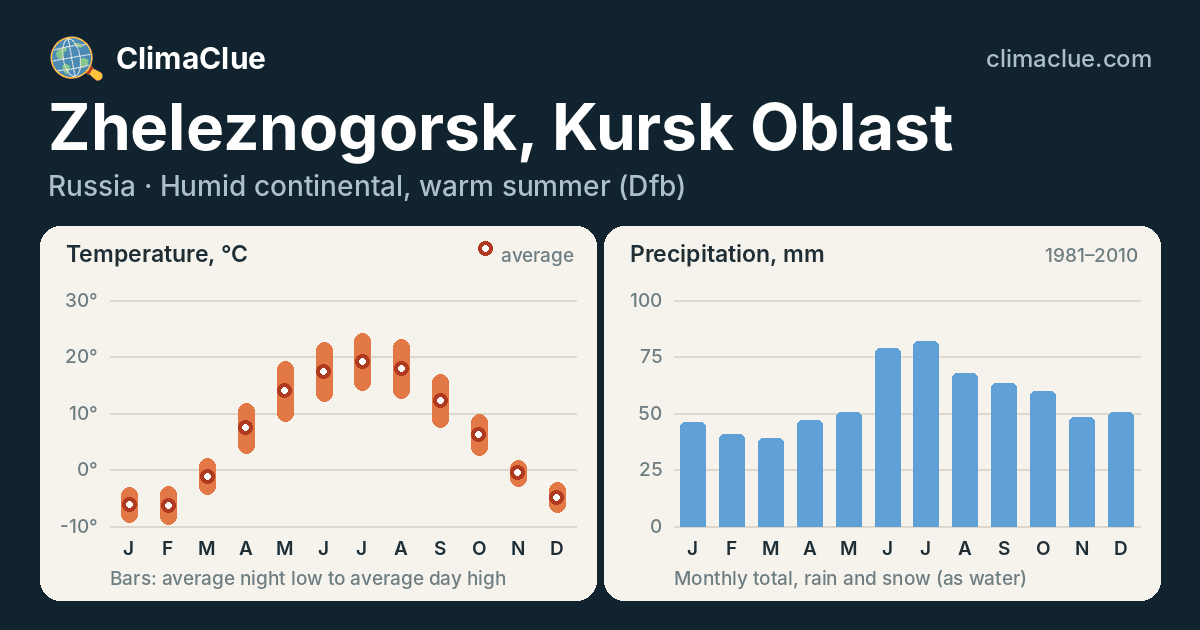 ClimaClue
climaclue.com
Zheleznogorsk, Kursk Oblast
Russia · Humid continental, warm summer (Dfb)
Temperature, °C
average
30°
20°
10°
0°
-10°
J F M A M J J A S O N D
Bars: average night low to average day high
Precipitation, mm
1981–2010
100
75
50
25
0
J F M A M J J A S O N D
Monthly total, rain and snow (as water)